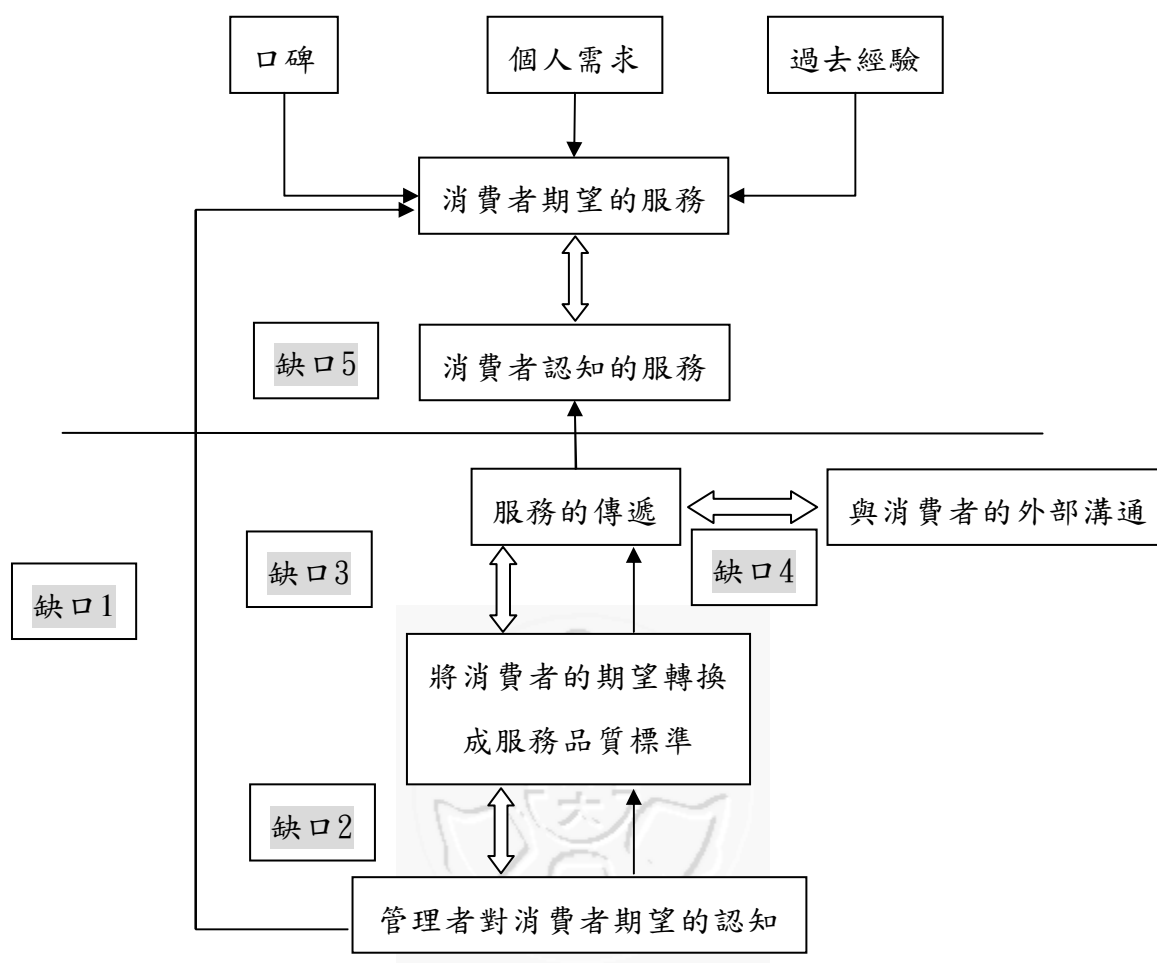 口碑
個人需求
過去經驗
消費者期望的服務
缺口5
消費者認知的服務
服務的傳遞
與消費者的外部溝通
缺口3
缺口4
缺口1
將消費者的期望轉換
成服務品質標準
缺口2
大
管理者對消費者期望的認知